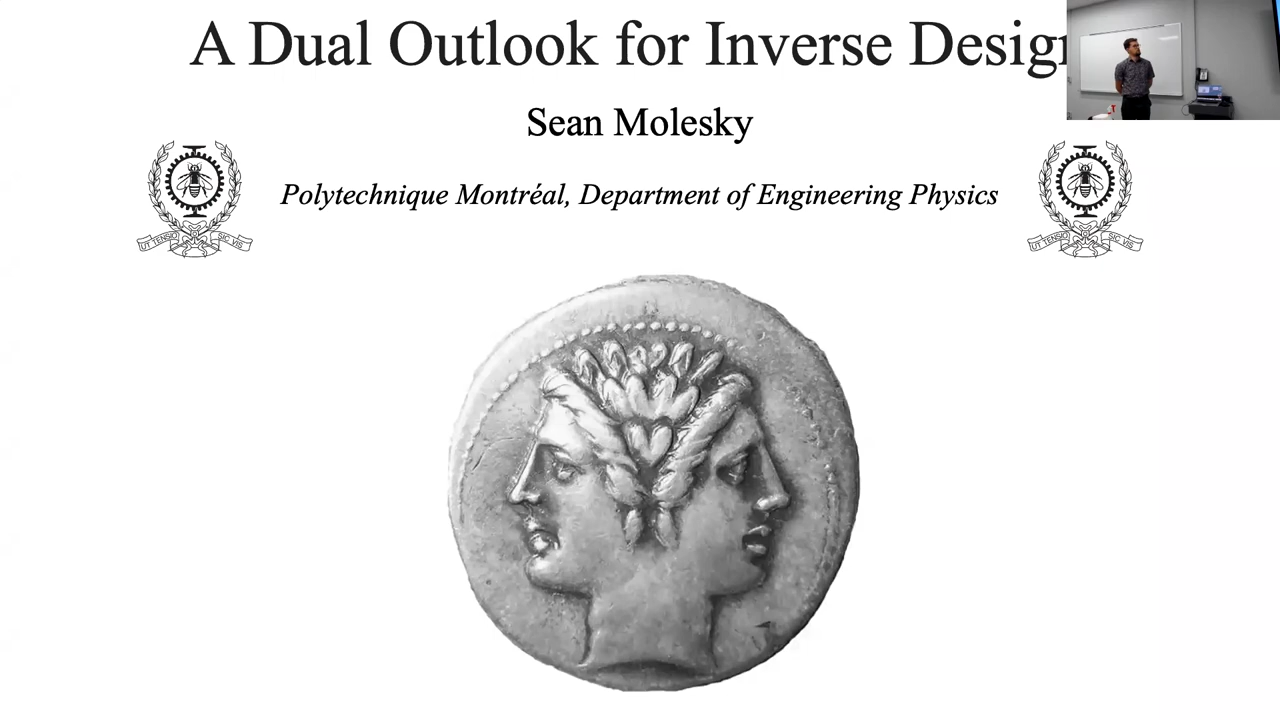 A Dual Outlook for Inverse Design
Sean Molesky
Polytechnique Montréal, Department of Engineering Physics
UT TENSIO SIC VIS
UT TENSIO SIC VIS